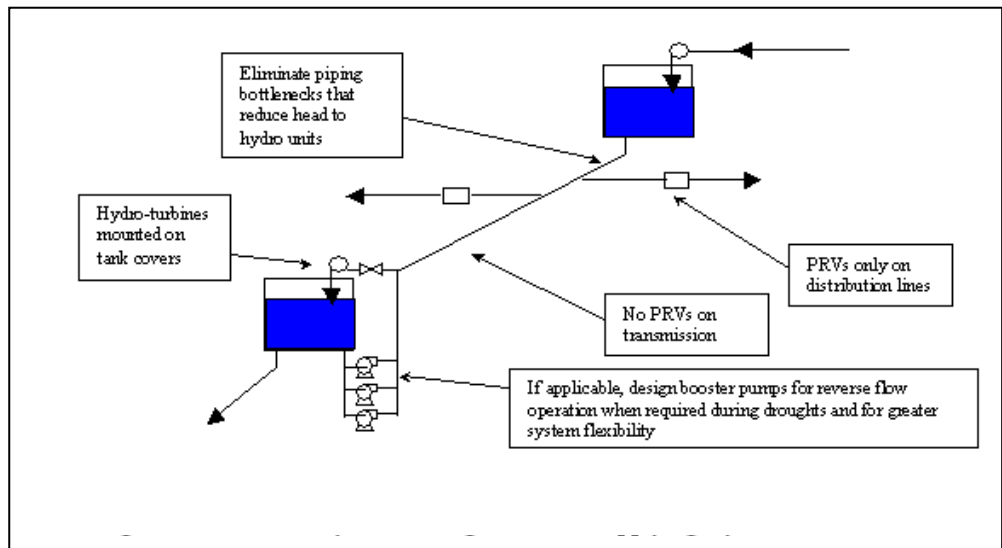 Eliminate piping
bottlenecks that
reduce head to
hydro units
Hydro-turbines
mounted on
tank covers
PRVs only on
distribution lines
No PRVs on
transmission
If applicable, design booster pumps for reverse flow
operation when required during droughts and for greater
system flexibility